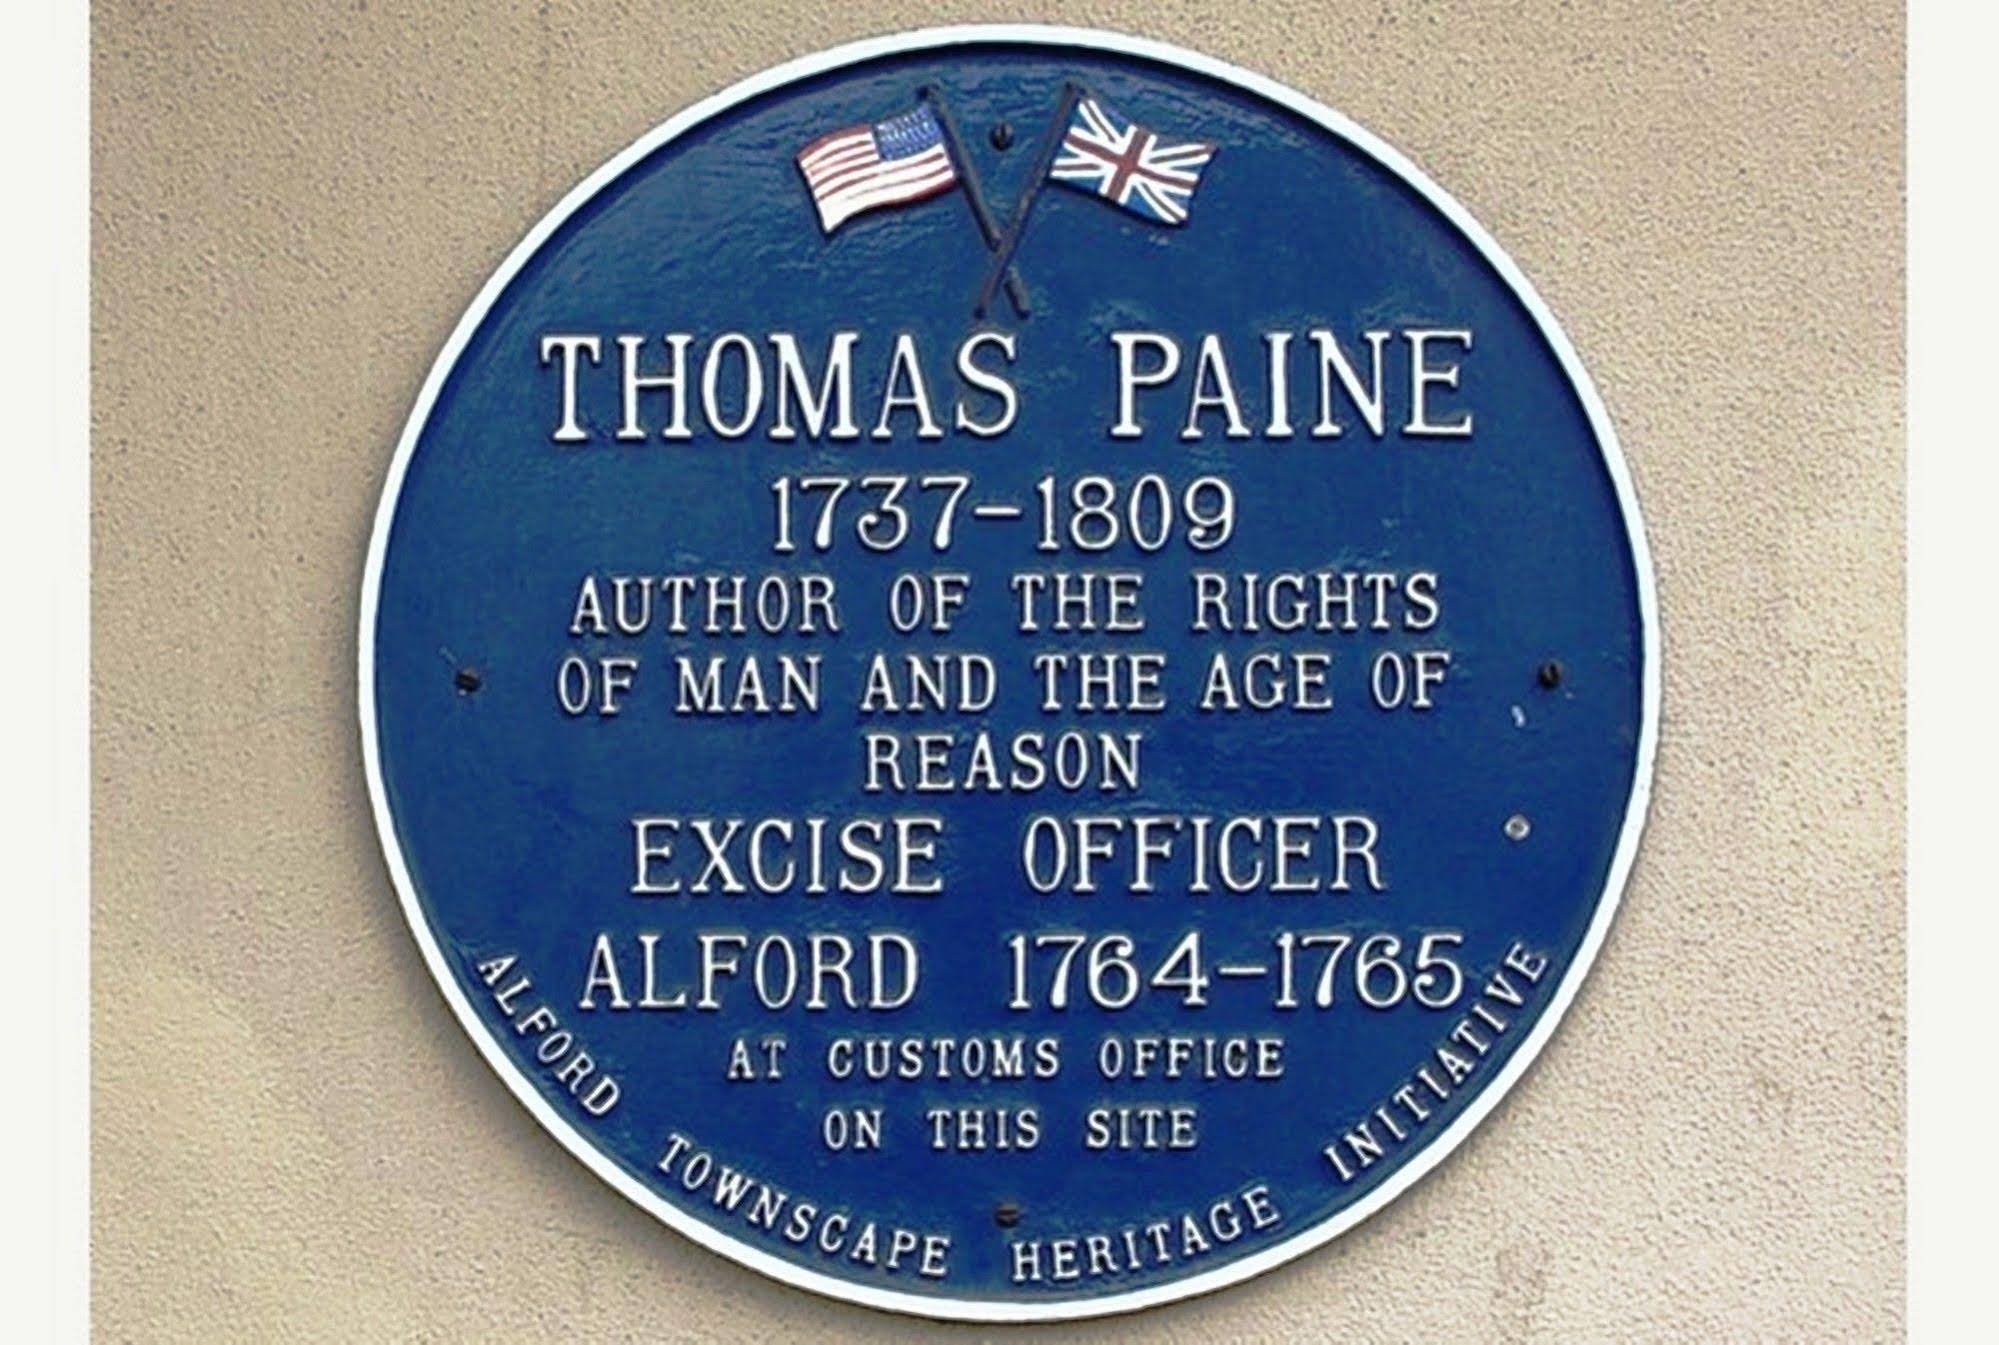 THOMAS PAINE
1737-1809
AUTHOR OF THE RIGHTS
OF MAN AND THE AGE OF
REASON
EXCISE OFFICER
ALFORD 1764-1765
AT CUSTOMS OFFICE
ON THIS SITE
ALFORD TOWNSCAPE HERITAGE INITIATIVE